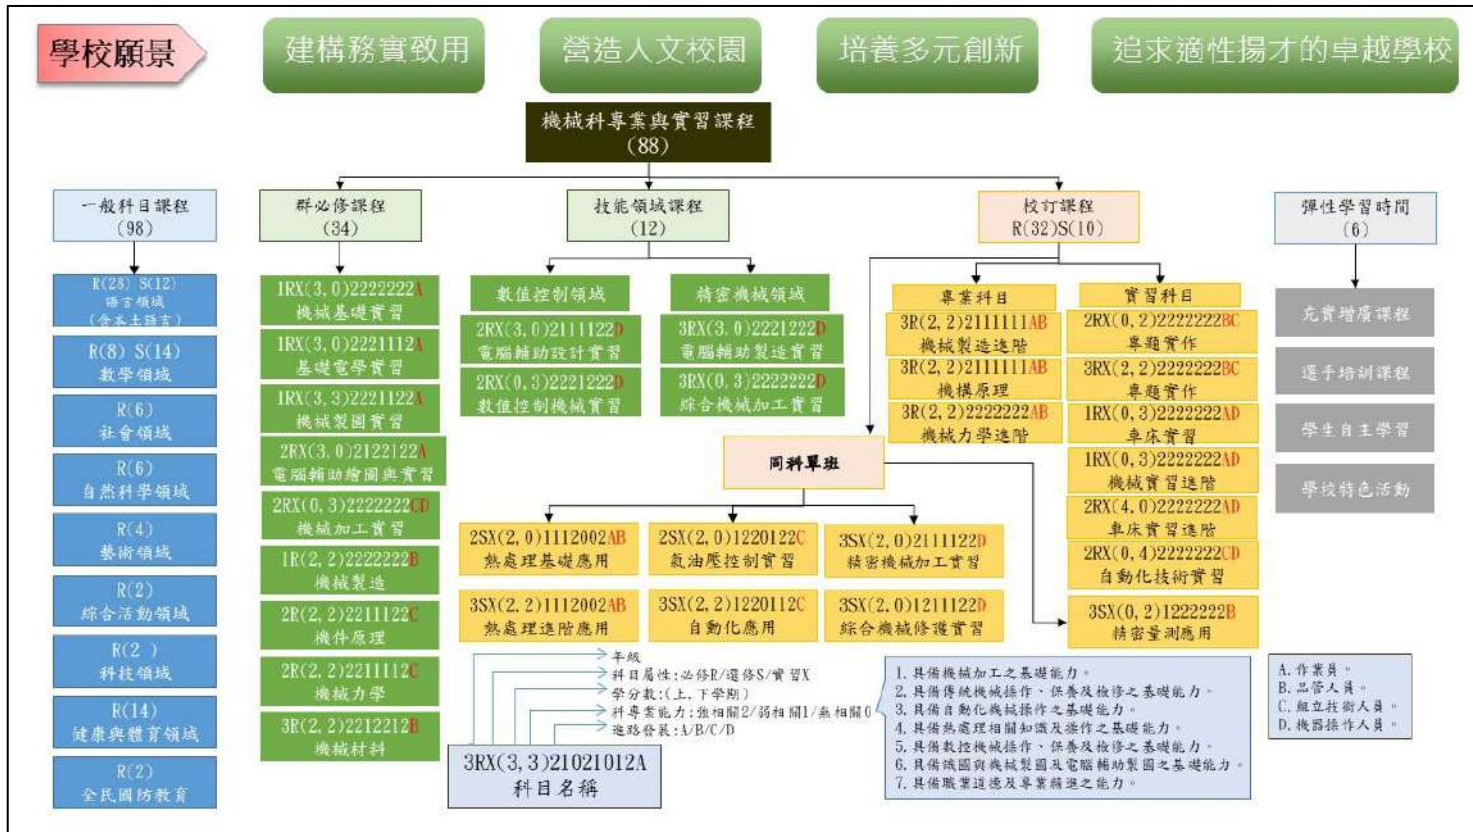 學校願景
建構務實致用
營造人文校園
培養多元創新
追求適性揚才的卓越學校
機械科專業與實習課程
(88)
一般科目課程
(98)
R(28) S(12)
語言領域
(含本土語言)
R(8) S(14)
數學領域
R(6)
社會領域
R(6)
自然科學領域
R(4)
藝術領域
R(2)
綜合活動領域
R(2 )
科技領域
R(14)
健康與體育領域
R(2)
全民國防教育
群必修課程
(34)
1RX(3,0)2222222A
機械基礎實習
1RX(3,0)2221112A
基礎電學實習
1RX(3,3)2221122A
機械製圖實習
2RX(3,0)2122122A
電腦輔助繪圖與實習
2RX(0,3)2222222CD
機械加工實習
1R(2,2)2222222B
機械製造
2R(2,2)2211122C
機件原理
2R(2,2)2211112C
機械力學
3R(2,2)2212212B
機械材料
技能領域課程
(12)
數值控制領域
2RX(3,0)2111122D
電腦輔助設計實習
2RX(0,3)2221222D
數值控制機械實習
精密機械領域
3RX(3,0)2221222D
電腦輔助製造實習
3RX(0,3)2222222D
綜合機械加工實習
校訂課程
R(32)S(10)
專業科目
3R(2,2)2111111AB
機械製造進階
3R(2,2)2111111AB
機構原理
3R(2,2)2222222AB
機械力學進階
實習科目
2RX(0,2)2222222BC
專題實作
3RX(2,2)2222222BC
專題實作
1RX(0,3)2222222AD
車床實習
1RX(0,3)2222222AD
機械實習進階
2RX(4,0)2222222AD
車床實習進階
2RX(0,4)2222222CD
自動化技術實習
3SX(0,2)1222222B
精密量測應用
同科單班
2SX(2,0)1112002AB
熱處理基礎應用
2SX(2,0)1220122C
氣油壓控制實習
3SX(2,0)2111122D
精密機械加工實習
3SX(2,2)1112002AB
熱處理進階應用
3SX(2,2)1220112C
自動化應用
3SX(2,0)1211122D
綜合機械修護實習
彈性學習時間
(6)
充實增廣課程
選手培訓課程
學生自主學習
學校特色活動
年級
科目屬性:必修R/選修S/實習X
學分數:(上,下學期)
科專業能力:強相關2/弱相關1/無相關0
進路發展:A/B/C/D
3RX(3,3)21021012A
科目名稱
1.具備機械加工之基礎能力。
2.具備傳統機械操作、保養及檢修之基礎能力。
3.具備自動化機械操作之基礎能力。
4.具備熱處理相關知識及操作之基礎能力。
5.具備數控機械操作、保養及檢修之基礎能力。
6.具備識圖與機械製圖及電腦輔助製圖之基礎能力。
7.具備職業道德及專業精進之能力。
A.作業員。
B.品管人員。
C.組立技術人員。
D.機器操作人員。